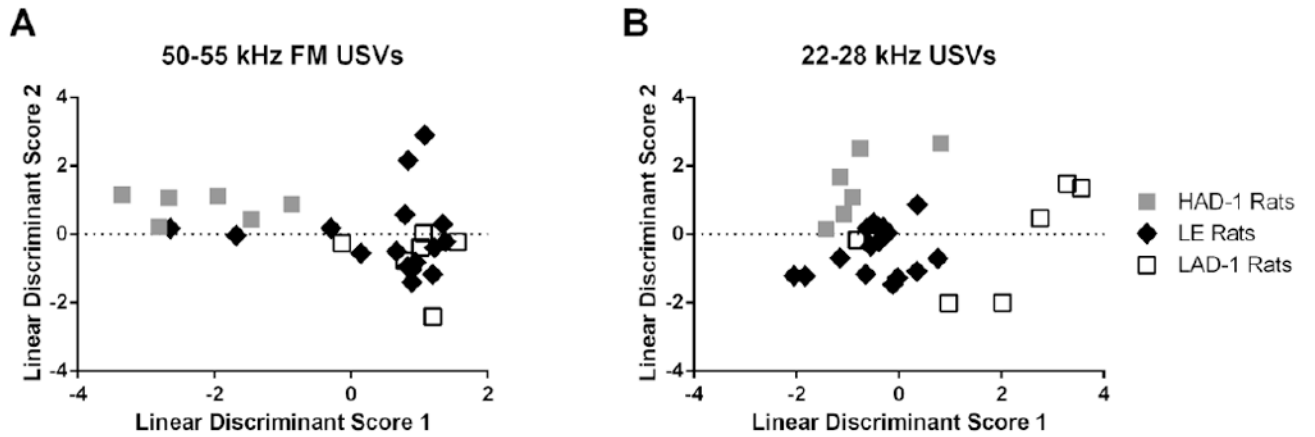 A
50-55 kHz FM USVs
Linear Discriminant Score 2
4
2
0
-2
-4
-4
-2
0
2
Linear Discriminant Score 1
B
22-28 kHz USVs
Linear Discriminant Score 2
4
2
0
-2
-4
-4
-2
0
2
4
Linear Discriminant Score 1
HAD-1 Rats
LE Rats
LAD-1 Rats